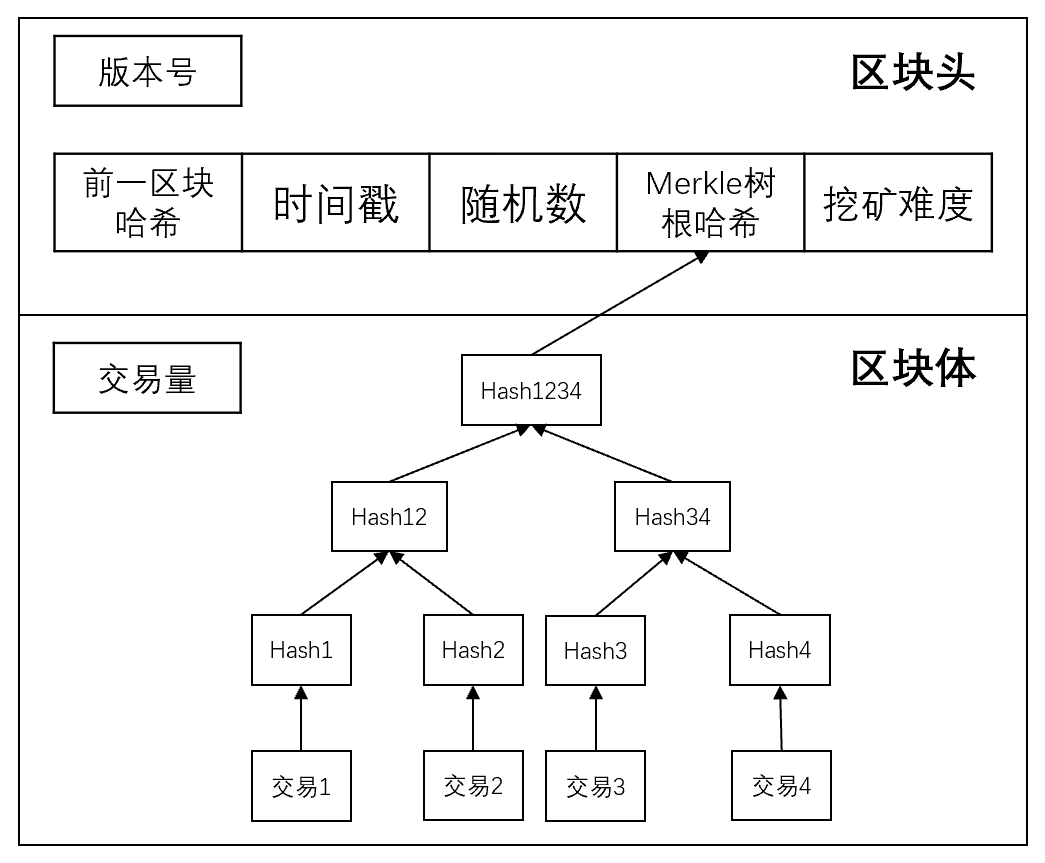 版本号
区块头
前一区块
哈希
时间戳
随机数
Merkle树
根哈希
挖矿难度
交易量
区块体
Hash1234
Hash12
Hash34
Hash1
Hash2
Hash3
Hash4
交易1
交易2
交易3
交易4